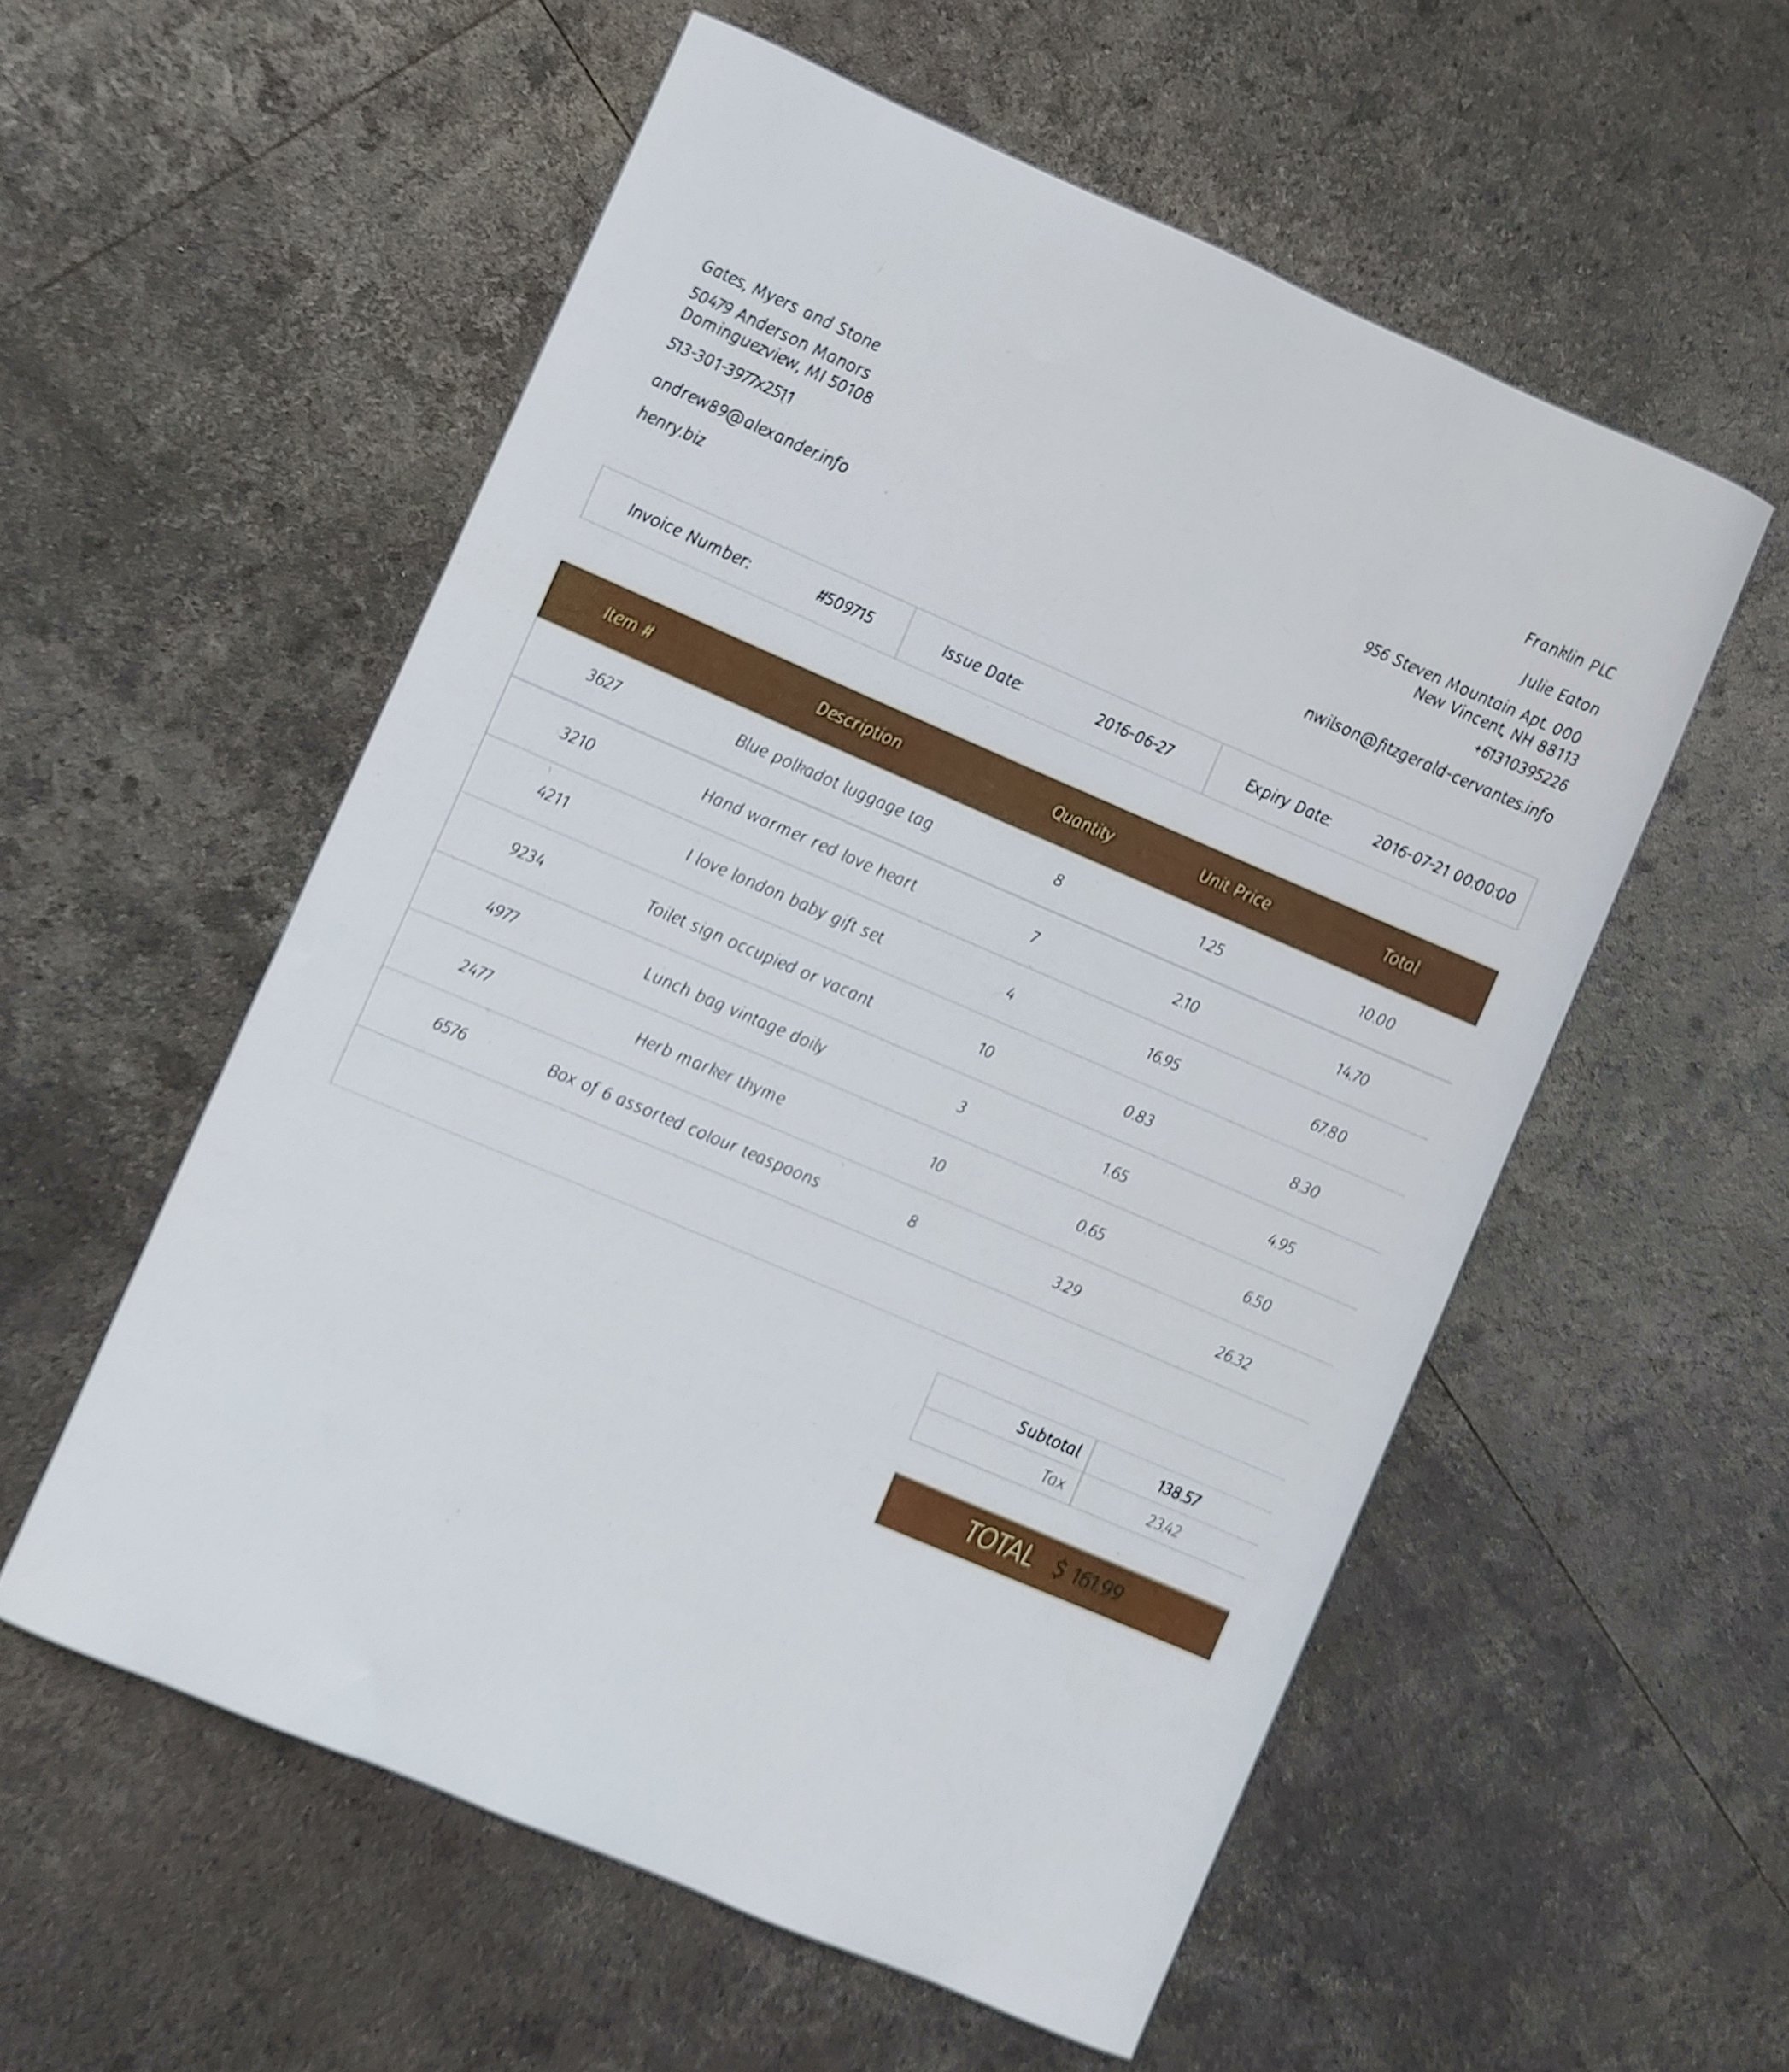 Gates, Myers and Stone
50479 Anderson Manors
Dominguezview, MI 50108
513-301-3977x2511
andrew89@alexander.info
henry.biz
Franklin PLC
Julie Eaton
956 Steven Mountain Apt. 000
New Vincent, NH 88113
+61310395226
nwilson@fitzgerald-cervantes.info
Invoice Number: #509715 Issue Date: 2016-06-27 Expiry Date: 2016-07-21 00:00:00
Item # Description Quantity Unit Price Total
3627 Blue polkadot luggage tag 8 1.25 10.00
3210 Hand warmer red love heart 7 2.10 14.70
4211 I love london baby gift set 4 16.95 67.80
9234 Toilet sign occupied or vacant 10 0.83 8.30
4977 Lunch bag vintage doily 3 1.65 4.95
2477 Herb marker thyme 10 0.65 6.50
6576 Box of 6 assorted colour teaspoons 8 3.29 26.32
Subtotal 138.57
Tax 23.42
TOTAL $ 161.99